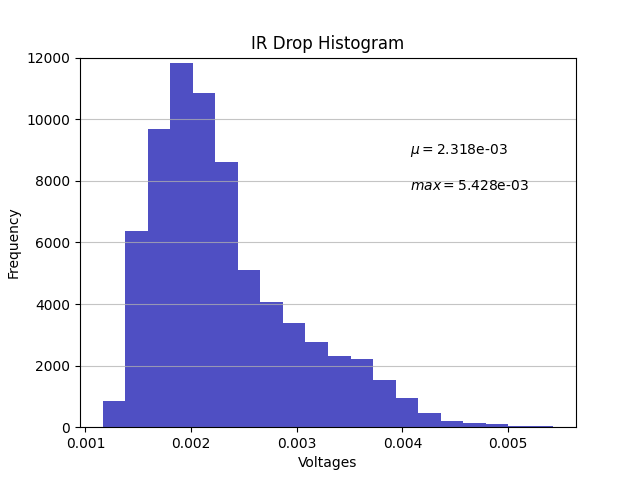 IR Drop Histogram
12000
10000
8000
6000
4000
2000
0
Frequency
μ = 2.318e-03
max = 5.428e-03
0.001 0.002 0.003 0.004 0.005
Voltages